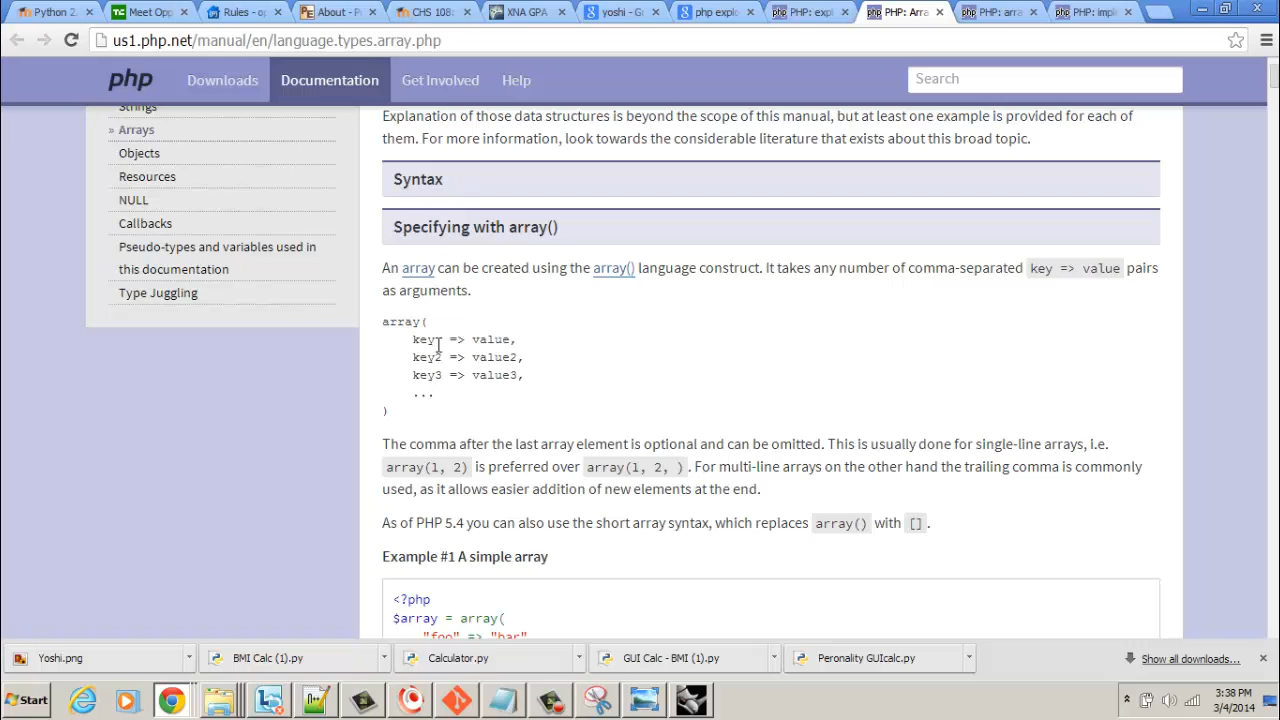 Python 2.
Meet Opp
Rules - op
About - P
CHS 108:
XNA GPA
yoshi - G
php explo
PHP: expl
PHP: Arra
PHP: arra
PHP: impl
us1.php.net/manual/en/language.types.array.php
php Downloads Documentation Get Involved Help Search
Strings
» Arrays
Objects
Resources
NULL
Callbacks
Pseudo-types and variables used in
this documentation
Type Juggling
Explanation of those data structures is beyond the scope of this manual, but at least one example is provided for each of
them. For more information, look towards the considerable literature that exists about this broad topic.
Syntax
Specifying with array()
An array can be created using the array() language construct. It takes any number of comma-separated key => value pairs
as arguments.
array(
key => value,
key2 => value2,
key3 => value3,
...
)
The comma after the last array element is optional and can be omitted. This is usually done for single-line arrays, i.e.
array(1, 2) is preferred over array(1, 2, ). For multi-line arrays on the other hand the trailing comma is commonly
used, as it allows easier addition of new elements at the end.
As of PHP 5.4 you can also use the short array syntax, which replaces array() with [].
Example #1 A simple array
<?php
$array = array(
"foo" => "bar"
Yoshi.png
BMI Calc (1).py
Calculator.py
GUI Calc - BMI (1).py
Peronality GUIcalc.py
Show all downloads...
Start
3:38 PM
3/4/2014